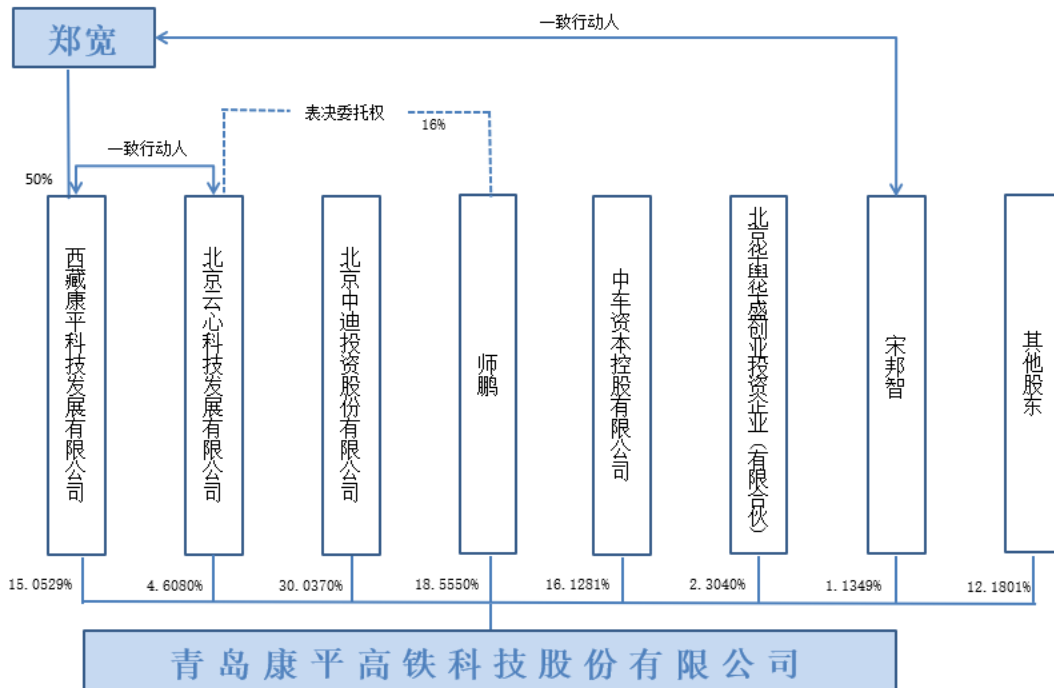 郑宽
一致行动人
表决委托权
16%
一致行动人
50%
西藏康平科技发展有限公司
北京云心科技发展有限公司
北京中迪投资股份有限公司
师鹏
中车资本控股有限公司
北京华舆华盛创业投资企业（有限合伙）
宋邦智
其他股东
15.0529%
4.6080%
30.0370%
18.5550%
16.1281%
2.3040%
1.1349%
12.1801%
青岛康平高铁科技股份有限公司